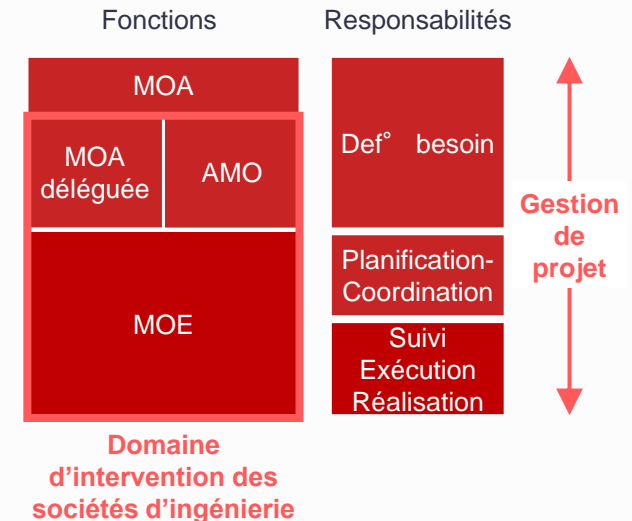 Fonctions
Responsabilités
MOA
MOA
déléguée
AMO
MOE
Domaine
d'intervention des
sociétés d'ingénierie
Def° besoin
Planification-
Coordination
Suivi
Exécution
Réalisation
Gestion
de
projet